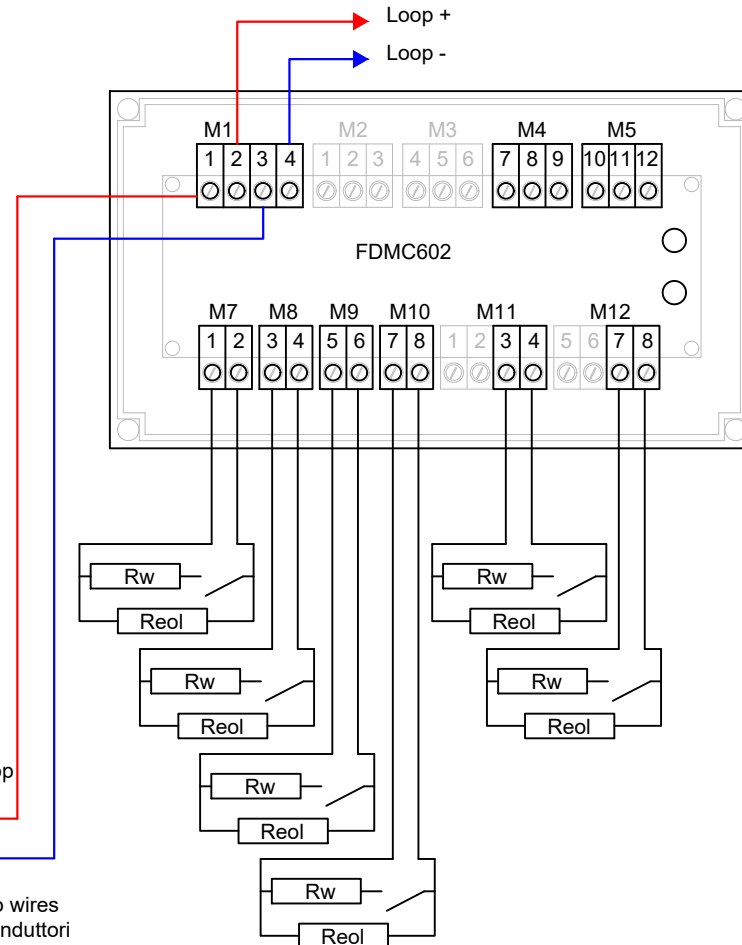 Loop +
Loop -
M1 M2 M3 M4 M5
1 2 3 4 1 2 3 4 5 6 7 8 9 10 11 12
FDMC602
M7 M8 M9 M10 M11 M12
1 2 3 4 5 6 7 8 1 2 3 4 5 6 7 8
Rw Rw
Reol Reol
Rw Rw
Reol Reol
Rw
Reol
Rw
Reol
wires